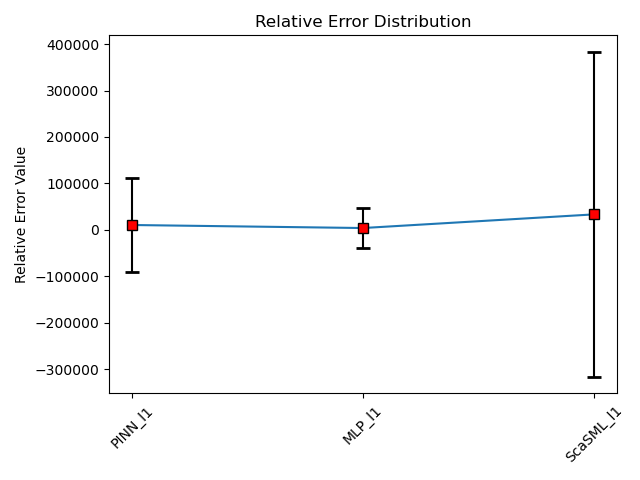 Relative Error Distribution
400000
300000
200000
100000
0
−100000
−200000
−300000
Relative Error Value
PINN_l1
MLP_l1
ScaSML_l1